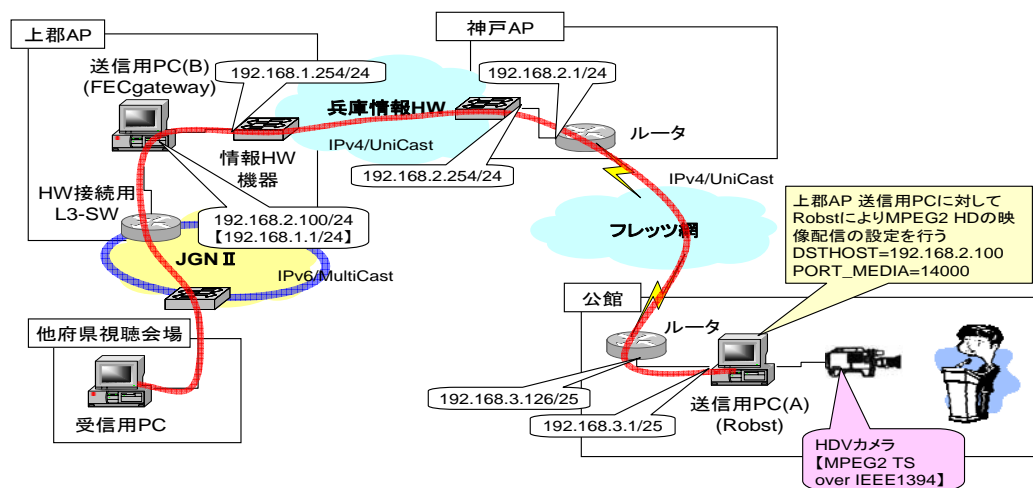 上郡AP
送信用PC(B)
(FECgateway)
192.168.1.254/24
兵庫情報HW
IPv4/UniCast
情報HW
機器
HW接続用
L3-SW
192.168.2.100/24
【192.168.1.1/24】
JGNⅡ
IPv6/MultiCast
他府県視聴会場
受信用PC
神戸AP
192.168.2.1/24
ルータ
192.168.2.254/24
IPv4/UniCast
フレッツ網
上郡AP 送信用PCに対して
RobstによりMPEG2 HDの映
像配信の設定を行う
DSTHOST=192.168.2.100
PORT_MEDIA=14000
公館
ルータ
192.168.3.126/25
192.168.3.1/25
送信用PC(A)
(Robst)
HDVカメラ
【MPEG2 TS
over IEEE1394】